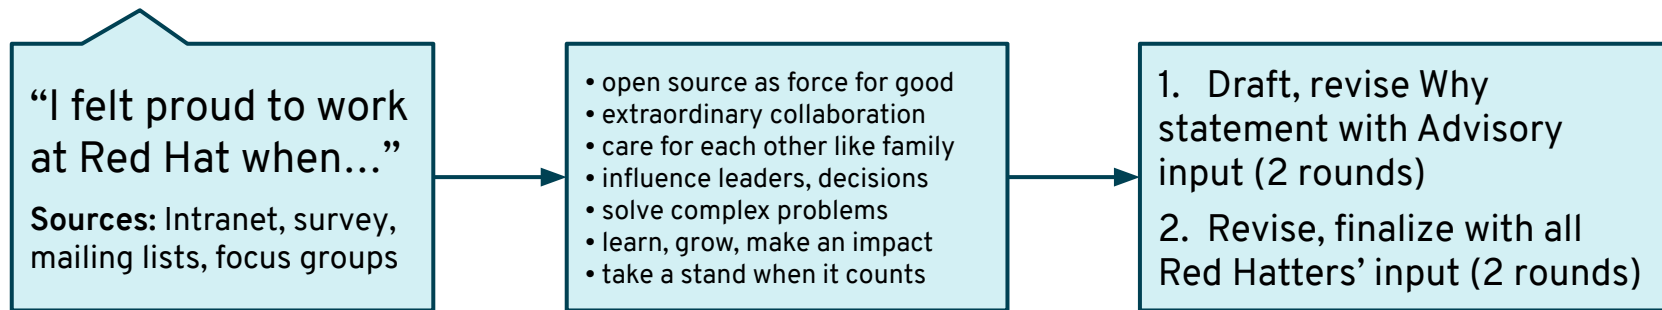 “I felt proud to work
at Red Hat when…”
Sources: Intranet, survey,
mailing lists, focus groups
• open source as force for good
• extraordinary collaboration
• care for each other like family
• influence leaders, decisions
• solve complex problems
• learn, grow, make an impact
• take a stand when it counts
1. Draft, revise Why
statement with Advisory
input (2 rounds)
2. Revise, finalize with all
Red Hatters’ input (2 rounds)